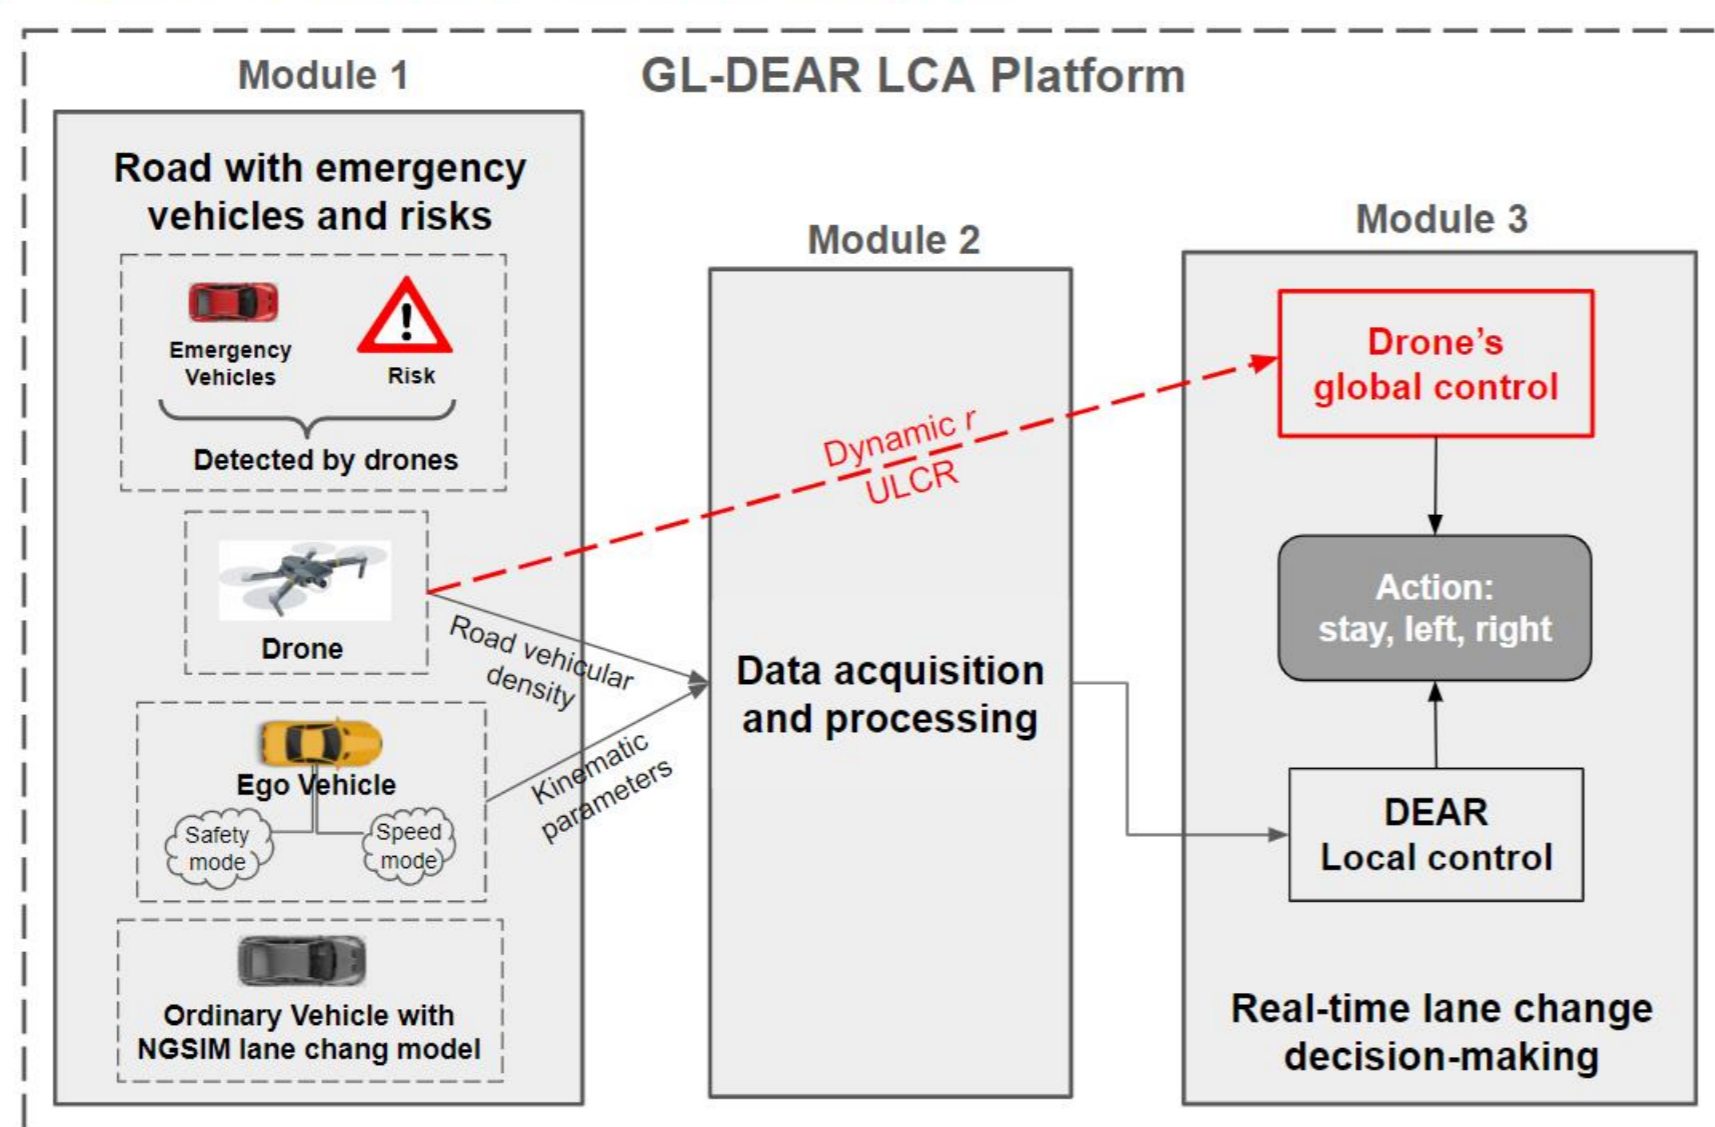 GL-DEAR LCA Platform
Module 1
Road with emergency
vehicles and risks
Emergency
Vehicles
Risk
Detected by drones
Drone
Ego Vehicle
Safety
mode
Speed
mode
Ordinary Vehicle with
NGSIM lane chang model
Road vehicular
density
Kinematic
parameters
Dynamic r
ULCR
Module 2
Data acquisition
and processing
Module 3
Drone’s
global control
Action:
stay, left, right
DEAR
Local control
Real-time lane change
decision-making